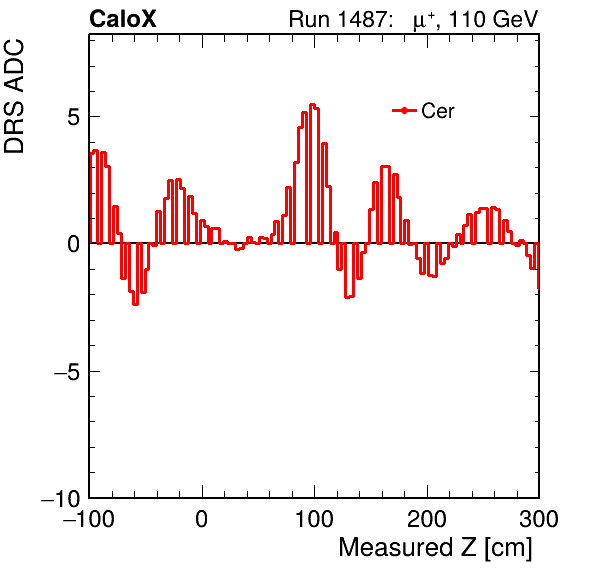 CaloX Run 1487: μ⁺, 110 GeV
DRS ADC
Cer
5
0
−5
−10
−100 0 100 200 300
Measured Z [cm]